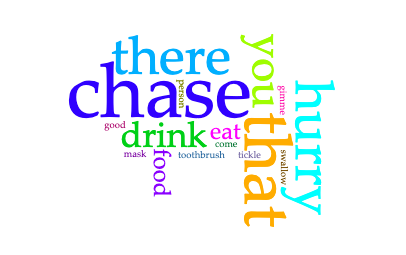 there
chase
person
you
gimme
hurry
good
drink
eat
that
come
mask
food
toothbrush
tickle
swallow